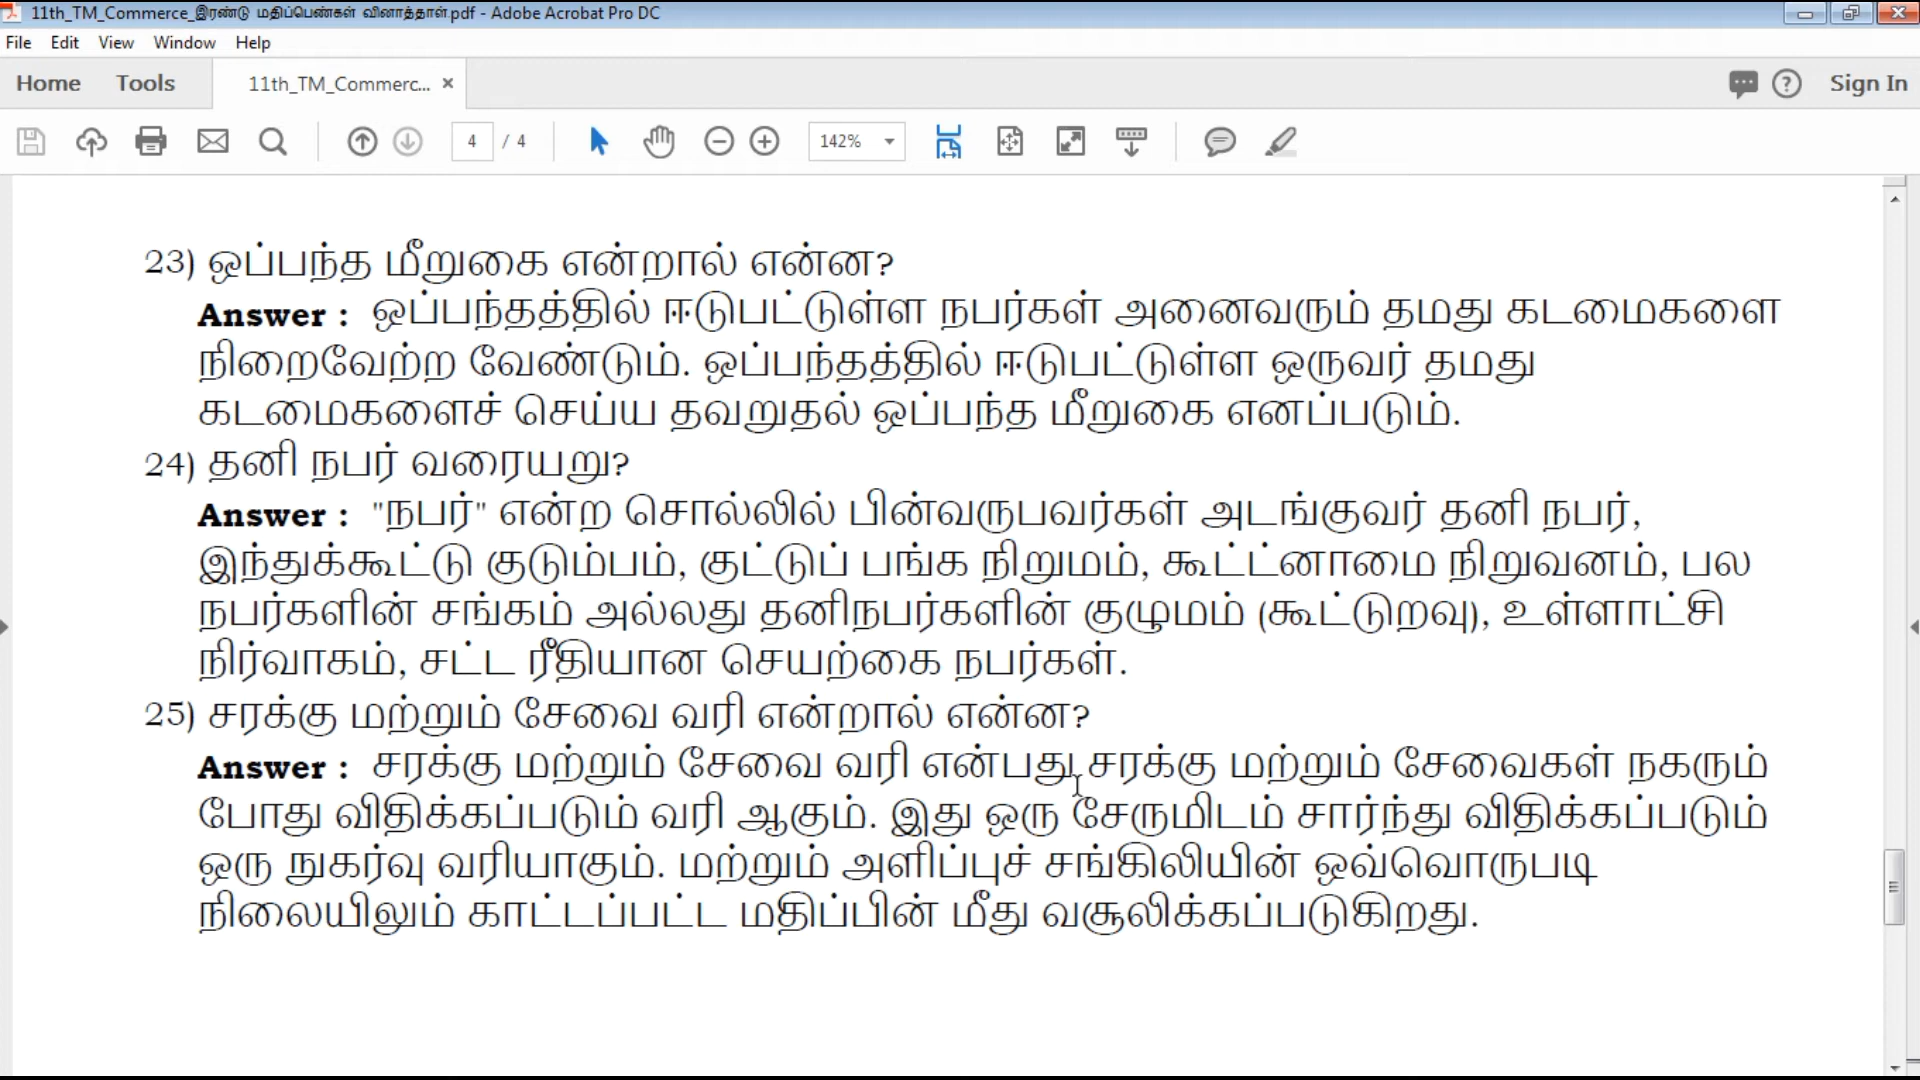 11th_TM_Commerce_இரண்டு மதிப்பெண்கள் வினாத்தாள்.pdf - Adobe Acrobat Pro DC
File Edit View Window Help
Home Tools 11th_TM_Commerc... × Sign In
4 / 4 142%
23) ஒப்பந்த மீறுகை என்றால் என்ன?
Answer : ஒப்பந்தத்தில் ஈடுபட்டுள்ள நபர்கள் அனைவரும் தமது கடமைகளை
நிறைவேற்ற வேண்டும். ஒப்பந்தத்தில் ஈடுபட்டுள்ள ஒருவர் தமது
கடமைகளைச் செய்ய தவறுதல் ஒப்பந்த மீறுகை எனப்படும்.
24) தனி நபர் வரையறு?
Answer : "நபர்" என்ற சொல்லில் பின்வருபவர்கள் அடங்குவர் தனி நபர்,
இந்துக்கூட்டு குடும்பம், குட்டுப் பங்க நிறுமம், கூட்ட்னாமை நிறுவனம், பல
நபர்களின் சங்கம் அல்லது தனிநபர்களின் குழுமம் (கூட்டுறவு), உள்ளாட்சி
நிர்வாகம், சட்ட ரீதியான செயற்கை நபர்கள்.
25) சரக்கு மற்றும் சேவை வரி என்றால் என்ன?
Answer : சரக்கு மற்றும் சேவை வரி என்பது சரக்கு மற்றும் சேவைகள் நகரும்
போது விதிக்கப்படும் வரி ஆகும். இது ஒரு சேருமிடம் சார்ந்து விதிக்கப்படும்
ஒரு நுகர்வு வரியாகும். மற்றும் அளிப்புச் சங்கிலியின் ஒவ்வொருபடி
நிலையிலும் காட்டப்பட்ட மதிப்பின் மீது வசூலிக்கப்படுகிறது.